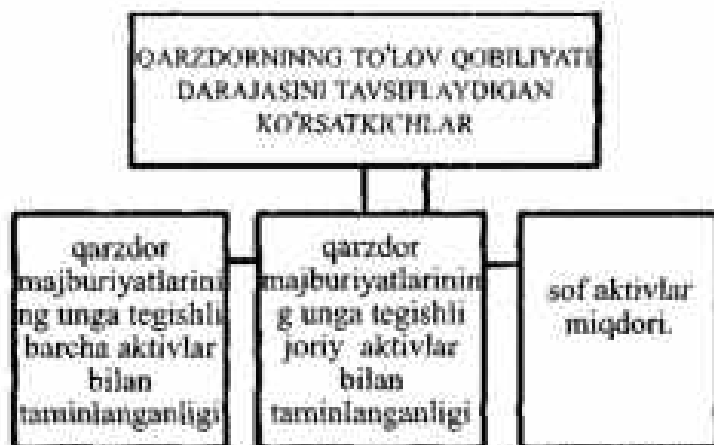 QARZDORNINNG TO'LOV QOBILIYATI
DARAJASINI TAVSIFLAYDIGAN
KO'RSATKICHLAR
qarzdor
majburiyatlarini
ng unga tegishli
barcha aktivlar
bilan
taminlanganligi
qarzdor
majburiyatlarinin
g unga tegishli
joriy aktivlar
bilan
taminlanganligi
sof aktivlar
miqdori.